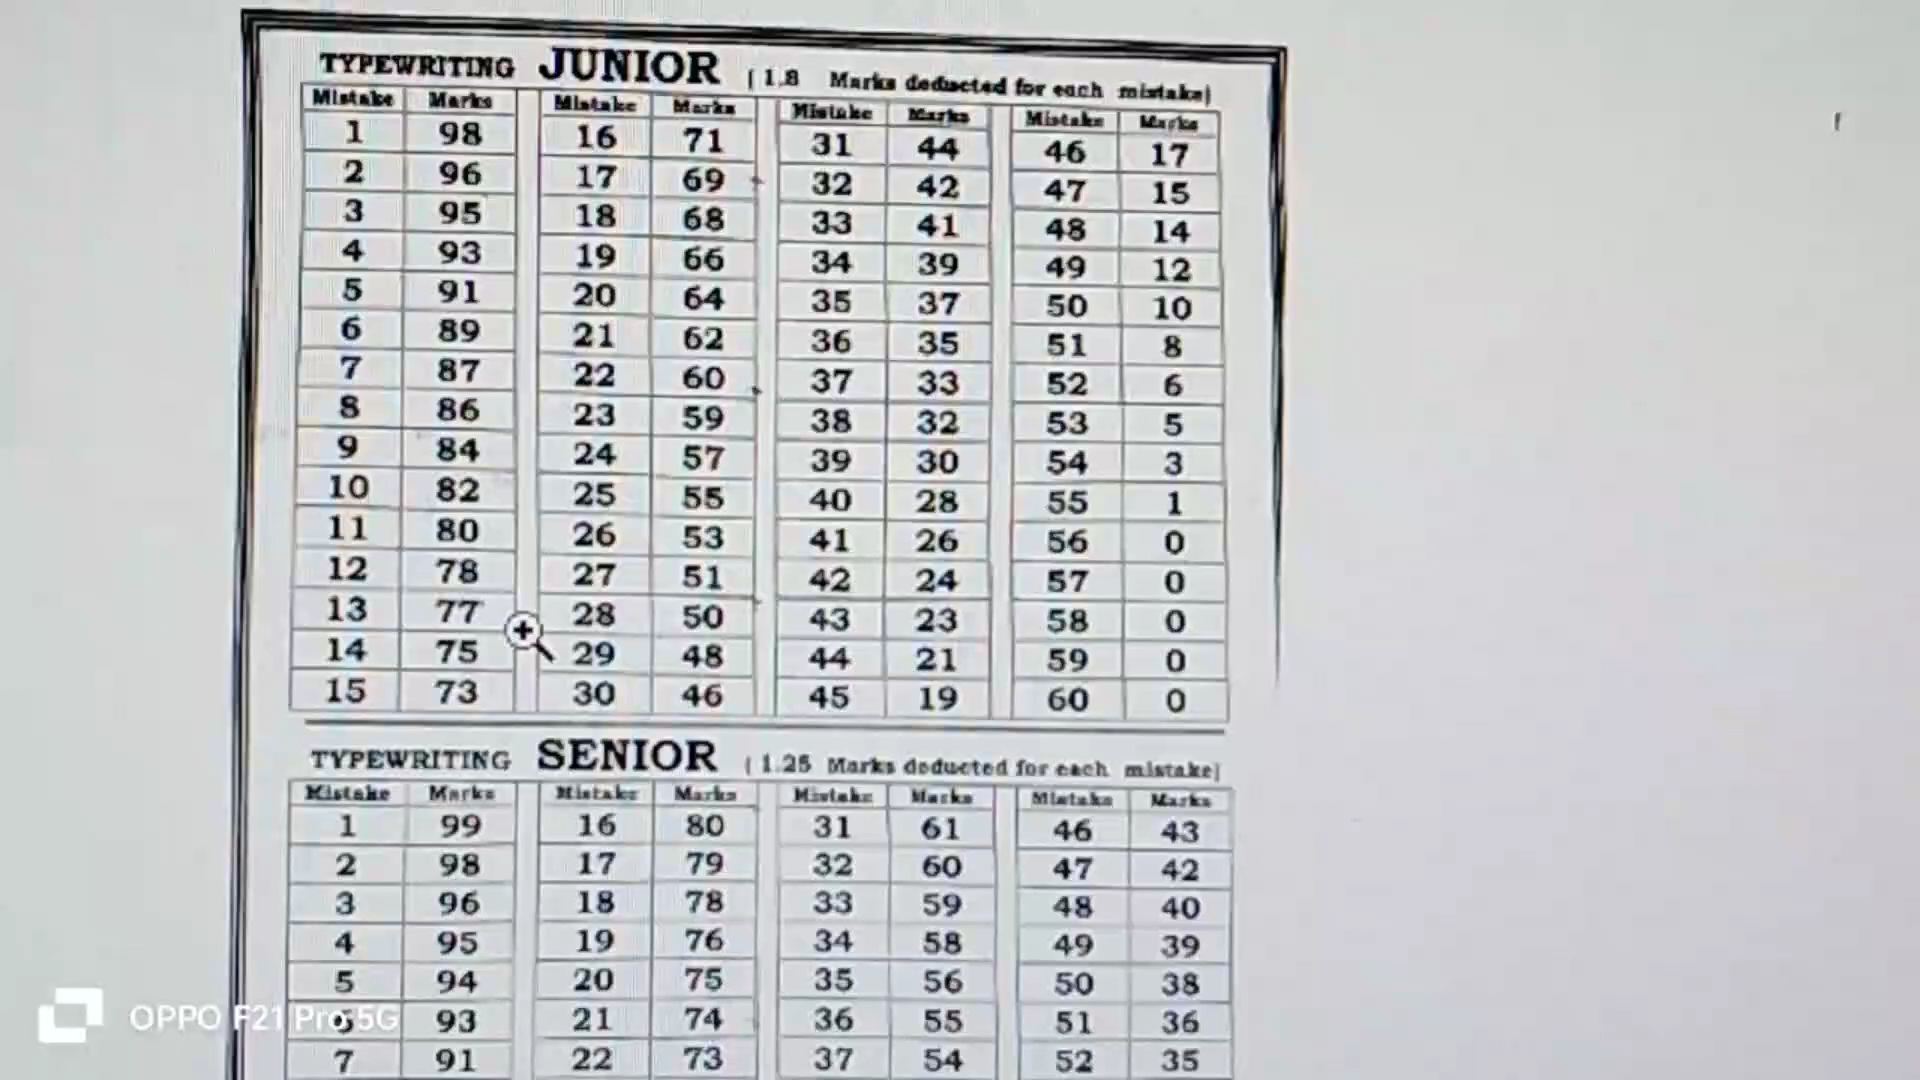 TYPEWRITING JUNIOR ( 1.8 Marks deducted for each mistake)
Mistake Marks Mistake Marks Mistake Marks Mistake Marks
1 98 16 71 31 44 46 17
2 96 17 69 32 42 47 15
3 95 18 68 33 41 48 14
4 93 19 66 34 39 49 12
5 91 20 64 35 37 50 10
6 89 21 62 36 35 51 8
7 87 22 60 37 33 52 6
8 86 23 59 38 32 53 5
9 84 24 57 39 30 54 3
10 82 25 55 40 28 55 1
11 80 26 53 41 26 56 0
12 78 27 51 42 24 57 0
13 77 28 50 43 23 58 0
14 75 29 48 44 21 59 0
15 73 30 46 45 19 60 0
TYPEWRITING SENIOR ( 1.25 Marks deducted for each mistake)
Mistake Marks Mistake Marks Mistake Marks Mistake Marks
1 99 16 80 31 61 46 43
2 98 17 79 32 60 47 42
3 96 18 78 33 59 48 40
4 95 19 76 34 58 49 39
5 94 20 75 35 56 50 38
6 93 21 74 36 55 51 36
7 91 22 73 37 54 52 35
OPPO F21 Pro 5G